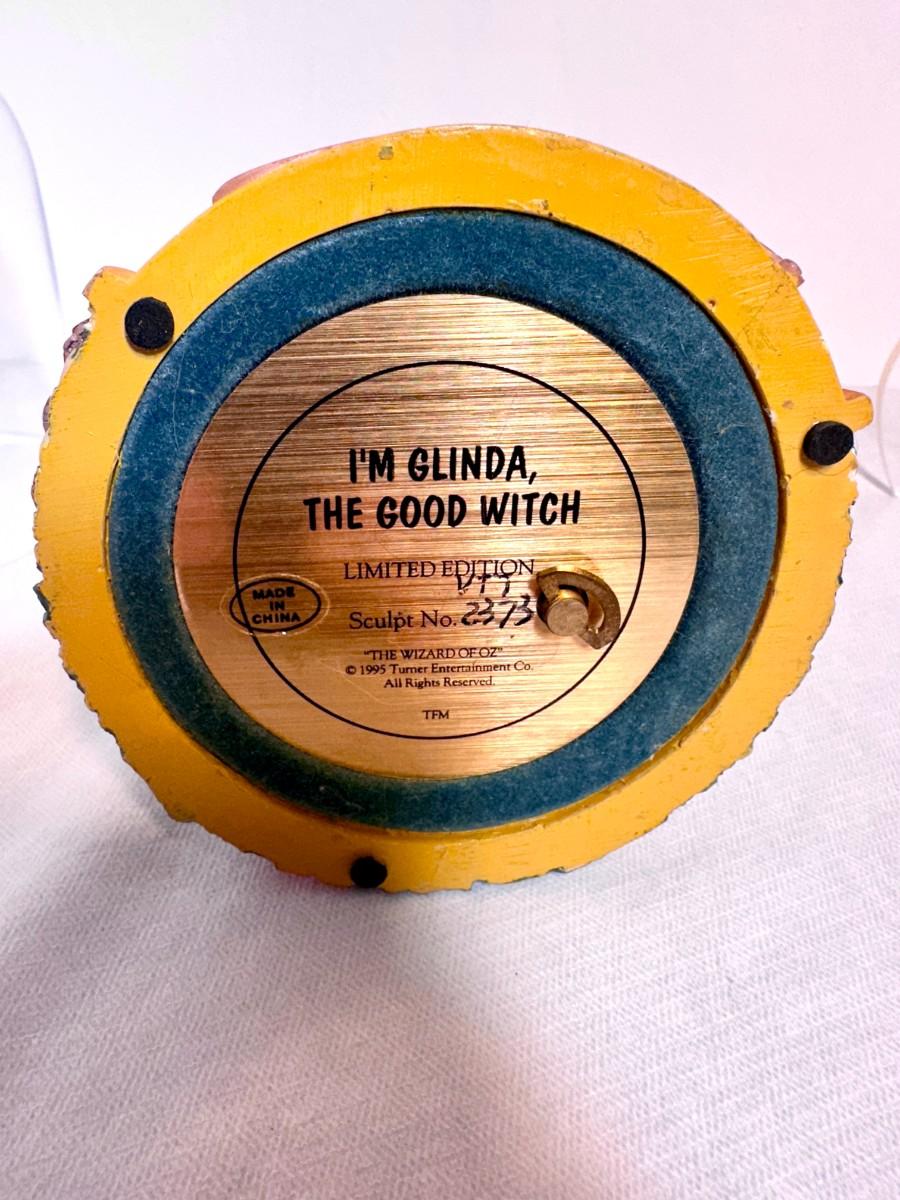 I'M GLINDA,
THE GOOD WITCH
LIMITED EDITION
MADE
IN
CHINA
Sculpt No. 2373
"THE WIZARD OF OZ"
© 1995 Turner Entertainment Co.
All Rights Reserved.
TFM